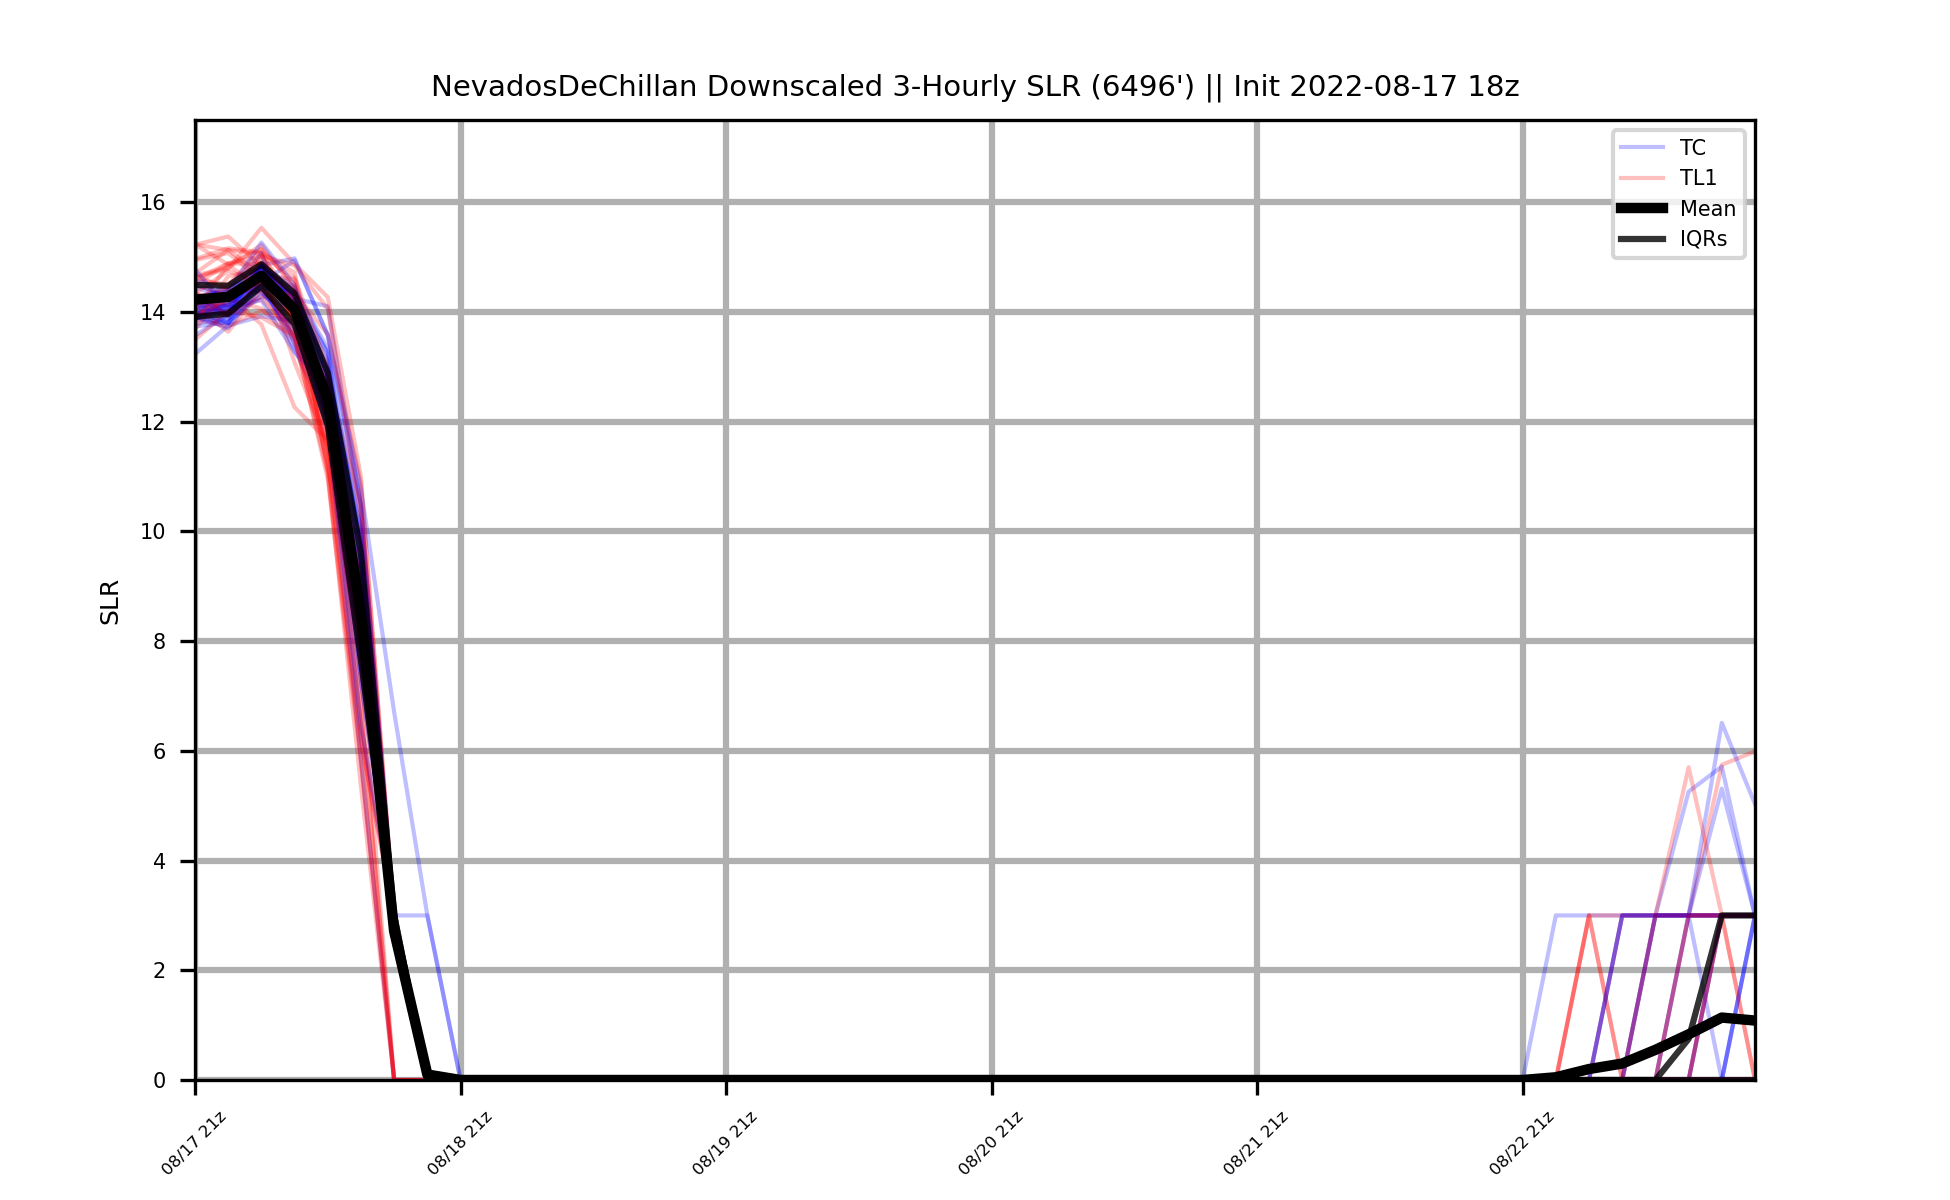 NevadosDeChillan Downscaled 3-Hourly SLR (6496') || Init 2022-08-17 18z
TC
TL1
Mean
IQRs
16
14
12
10
8
6
4
2
0
SLR
08/17 21z
08/18 21z
08/19 21z
08/20 21z
08/21 21z
08/22 21z